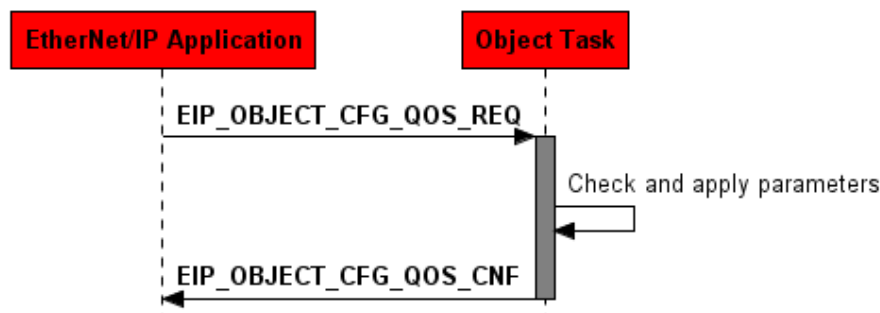 EtherNet/IP Application
Object Task
EIP_OBJECT_CFG_QOS_REQ
Check and apply parameters
EIP_OBJECT_CFG_QOS_CNF